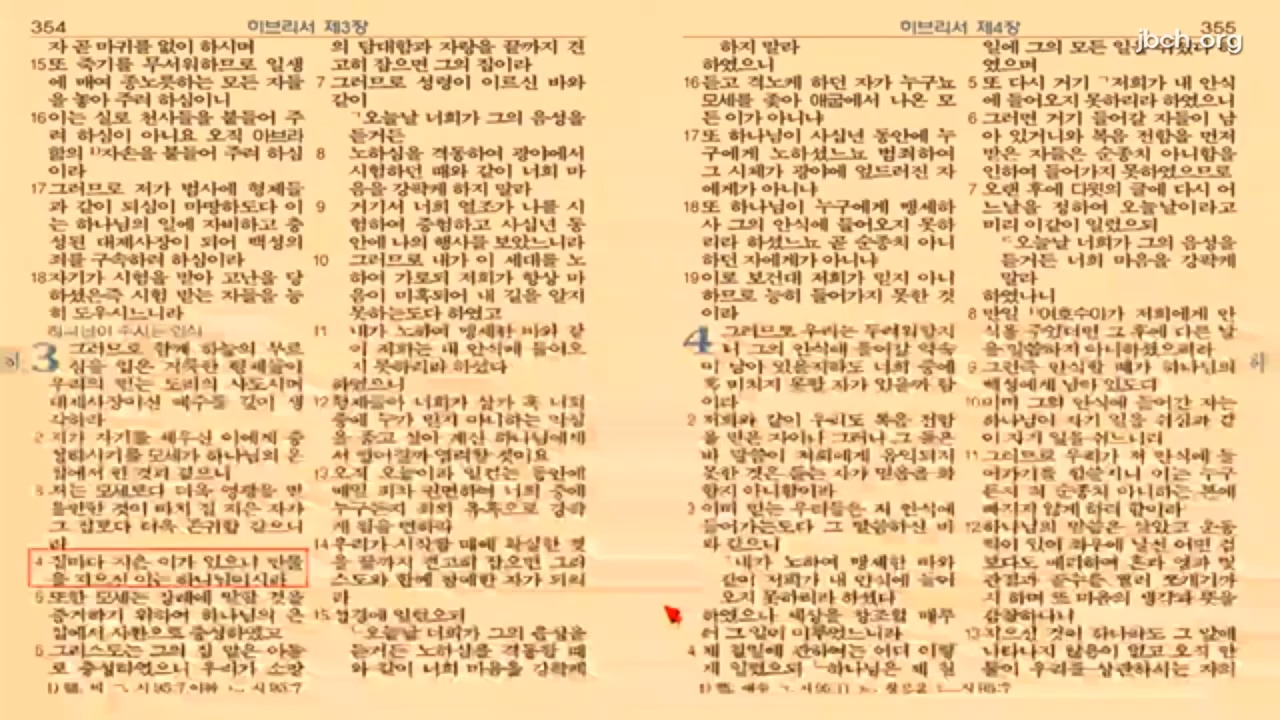 354
히브리서 제3장
자 곧 마귀를 없이 하시며
15 또 죽기를 무서워하므로 일생
에 매여 종노릇하는 모든 자들
을 놓아 주려 하심이니
16 이는 실로 천사들을 붙들어 주
려 하심이 아니요 오직 아브라
함의 1)자손을 붙들어 주려 하심
이라
17 그러므로 저가 범사에 형제들
과 같이 되심이 마땅하도다 이
는 하나님의 일에 자비하고 충
성된 대제사장이 되어 백성의
죄를 구속하려 하심이라
18 자기가 시험을 받아 고난을 당
하셨은즉 시험 받는 자들을 능
히 도우시느니라
하나님이 주시는 안식
3 그러므로 함께 하늘의 부르
심을 입은 거룩한 형제들아
우리의 믿는 도리의 사도시며
대제사장이신 예수를 깊이 생
각하라
2 저가 자기를 세우신 이에게 충
성하시기를 모세가 하나님의 온
집에서 한 것과 같으니
3 저는 모세보다 더욱 영광을 받
을만한 것이 마치 집 지은 자가
그 집보다 더욱 존귀함 같으니
라
4 집마다 지은 이가 있으니 만물
을 지으신 이는 하나님이시라
5 또한 모세는 장래에 말할 것을
증거하기 위하여 하나님의 온
집에서 사환으로 충성하였고
6 그리스도는 그의 집 맡은 아들
로 충성하였으니 우리가 소망
의 담대함과 자랑을 끝까지 견
고히 잡으면 그의 집이라
7 그러므로 성령이 이르신 바와
같이
ㄱ오늘날 너희가 그의 음성을
듣거든
8 노하심을 격동하여 광야에서
시험하던 때와 같이 너희 마
음을 강퍅케 하지 말라
9 거기서 너희 열조가 나를 시
험하여 증험하고 사십년 동
안에 나의 행사를 보았느니라
10 그러므로 내가 이 세대를 노
하여 가로되 저희가 항상 마
음이 미혹되어 내 길을 알지
못하는도다 하였고
11 내가 노하여 맹세한 바와 같
이 저희는 내 안식에 들어오
지 못하리라 하였다
하였으니
12 형제들아 너희가 삼가 혹 너희
중에 누가 믿지 아니하는 악심
을 품고 살아 계신 하나님에게
서 떨어질까 염려할 것이요
13 오직 오늘이라 일컫는 동안에
매일 피차 권면하여 너희 중에
누구든지 죄의 유혹으로 강퍅
케 됨을 면하라
14 우리가 시작할 때에 확실한 것
을 끝까지 견고히 잡으면 그리
스도와 함께 참예한 자가 되리
라
15 성경에 일렀으되
ㄱ오늘날 너희가 그의 음성을
듣거든 노하심을 격동할 때
와 같이 너희 마음을 강퍅케
히브리서 제4장
355
jbch.org
하지 말라
하였으니
16 듣고 격노케 하던 자가 누구뇨
모세를 좇아 애굽에서 나온 모
든 이가 아니냐
17 또 하나님이 사십년 동안에 누
구에게 노하셨느뇨 범죄하여
그 시체가 광야에 엎드러진 자
에게가 아니냐
18 또 하나님이 누구에게 맹세하
사 그의 안식에 들어오지 못하
리라 하셨느뇨 곧 순종치 아니
하던 자에게가 아니냐
19 이로 보건대 저희가 믿지 아니
하므로 능히 들어가지 못한 것
이라
4 그러므로 우리는 두려워할지
니 그의 안식에 들어갈 약속
이 남아 있을지라도 너희 중에
혹 미치지 못할 자가 있을까 함
이라
2 저희와 같이 우리도 복음 전함
을 받은 자이나 그러나 그 들은
바 말씀이 저희에게 유익되지
못한 것은 듣는 자가 믿음을 화
합지 아니함이라
3 이미 믿는 우리들은 저 안식에
들어가는도다 그 말씀하신 바
와 같으니
ㄴ내가 노하여 맹세한 바와
같이 저희가 내 안식에 들어
오지 못하리라 하셨다
하였으나 세상을 창조할 때부
터 그 일이 이루었느니라
4 제 칠일에 관하여는 어디 이렇
게 일렀으되 ㄷ하나님은 제 칠
일에 그의 모든 일을 쉬셨다 하
였으며
5 또 다시 거기 ㄱ저희가 내 안식
에 들어오지 못하리라 하였으니
6 그러면 거기 들어갈 자들이 남
아 있거니와 복음 전함을 먼저
받은 자들은 순종치 아니함을
인하여 들어가지 못하였으므로
7 오랜 후에 다윗의 글에 다시 어
느날을 정하여 오늘날이라고
미리 이같이 일렀으되
ㄹ오늘날 너희가 그의 음성을
듣거든 너희 마음을 강퍅케
말라
하였나니
8 만일 1)여호수아가 저희에게 안
식을 주었더면 그 후에 다른 날
을 말씀하지 아니하셨으리라
9 그런즉 안식할 때가 하나님의
백성에게 남아 있도다
10 이미 그의 안식에 들어간 자는
하나님이 자기 일을 쉬심과 같
이 자기 일을 쉬느니라
11 그러므로 우리가 저 안식에 들
어가기를 힘쓸지니 이는 누구
든지 저 순종치 아니하는 본에
빠지지 않게 하려 함이라
12 하나님의 말씀은 살았고 운동
력이 있어 좌우에 날선 어떤 검
보다도 예리하여 혼과 영과 및
관절과 골수를 찔러 쪼개기까
지 하며 또 마음의 생각과 뜻을
감찰하나니
13 지으신 것이 하나라도 그 앞에
나타나지 않음이 없고 오직 만
물이 우리를 상관하시는 자의
히
히